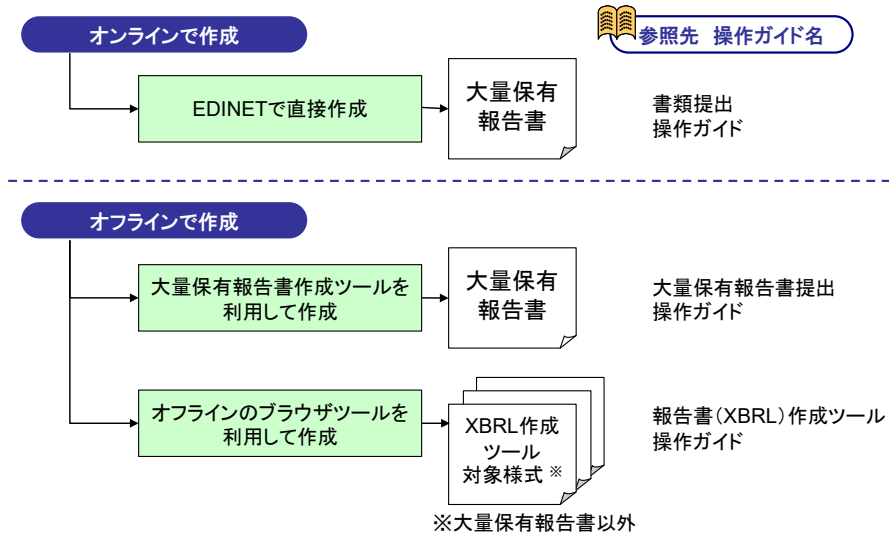 オンラインで作成
参照先 操作ガイド名
EDINETで直接作成
大量保有
報告書
書類提出
操作ガイド
オフラインで作成
大量保有報告書作成ツールを
利用して作成
大量保有
報告書
大量保有報告書提出
操作ガイド
オフラインのブラウザツールを
利用して作成
XBRL作成
ツール
対象様式 ※
報告書(XBRL)作成ツール
操作ガイド
※大量保有報告書以外